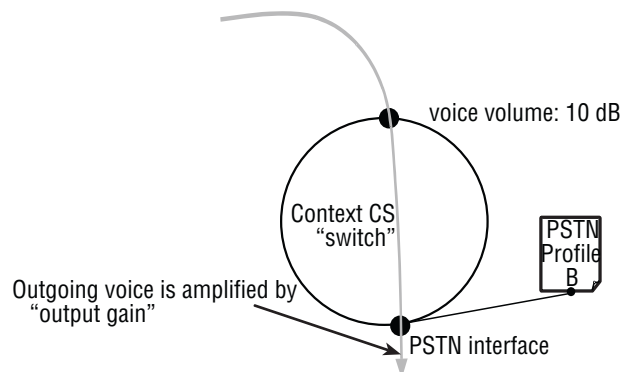 voice volume: 10 dB
Context CS
“switch”
PSTN
Profile
B
Outgoing voice is amplified by
“output gain”
PSTN interface